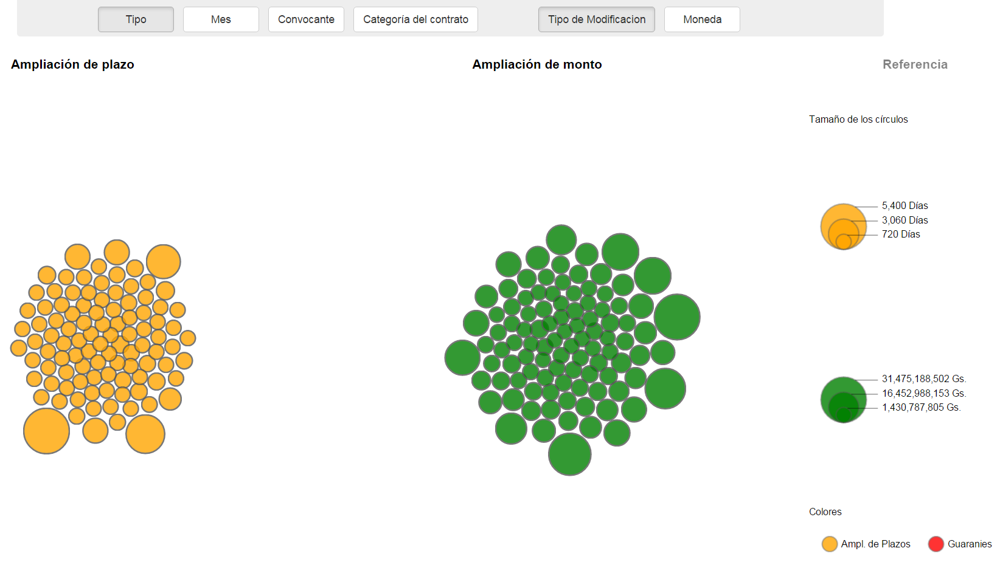 Tipo
Mes
Convocante
Categoría del contrato
Tipo de Modificacion
Moneda
Ampliación de plazo
Ampliación de monto
Referencia
Tamaño de los círculos
5,400 Días
3,060 Días
720 Días
31,475,188,502 Gs.
16,452,988,153 Gs.
1,430,787,805 Gs.
Colores
Ampl. de Plazos
Guaranies